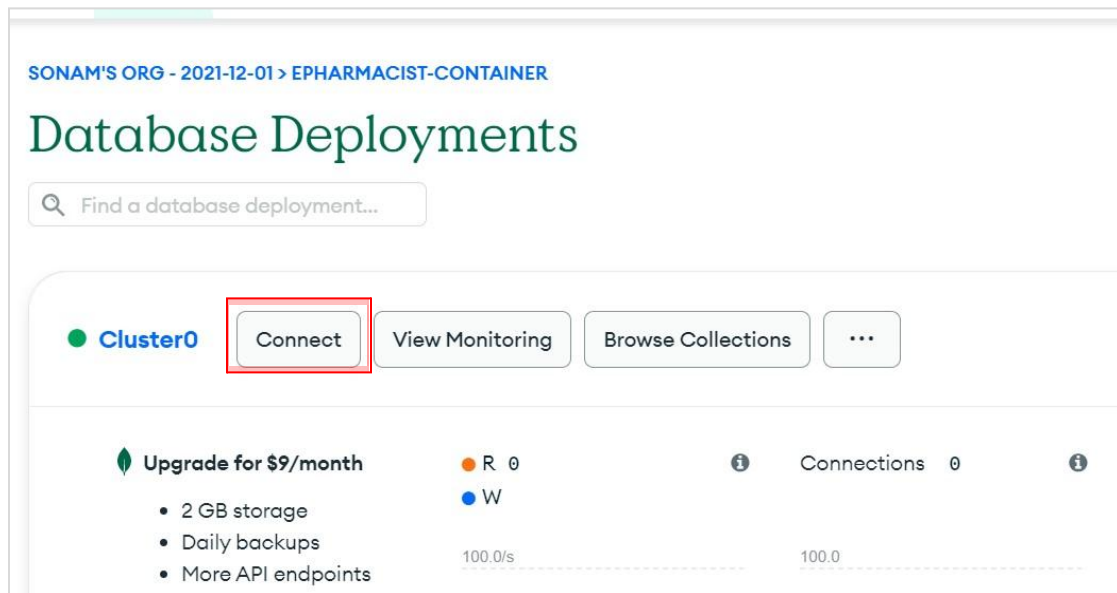 SONAM'S ORG - 2021-12-01 > EPHARMACIST-CONTAINER
Database Deployments
Find a database deployment...
Cluster0 Connect View Monitoring Browse Collections ...
Upgrade for $9/month R 0 Connections 0
• 2 GB storage W
• Daily backups 100.0/s 100.0
• More API endpoints